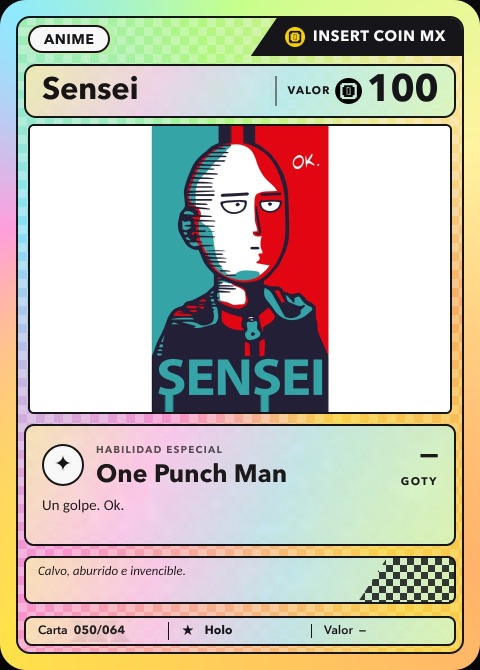 ANIME
INSERT COIN MX
Sensei
VALOR 100
OK.
SENSEI
HABILIDAD ESPECIAL
One Punch Man
—
GOTY
Un golpe. Ok.
Calvo, aburrido e invencible.
Carta 050/064 ★ Holo Valor —